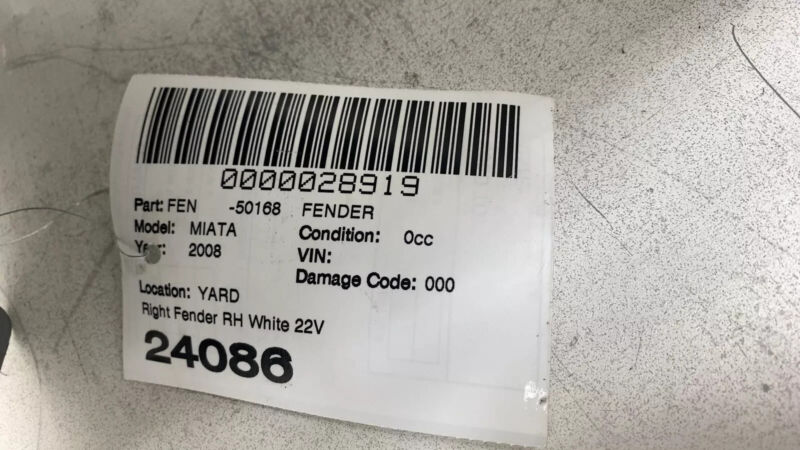 0000028919
Part: FEN -50168 FENDER
Model: MIATA Condition: 0cc
Year: 2008 VIN:
Damage Code: 000
Location: YARD
Right Fender RH White 22V
24086